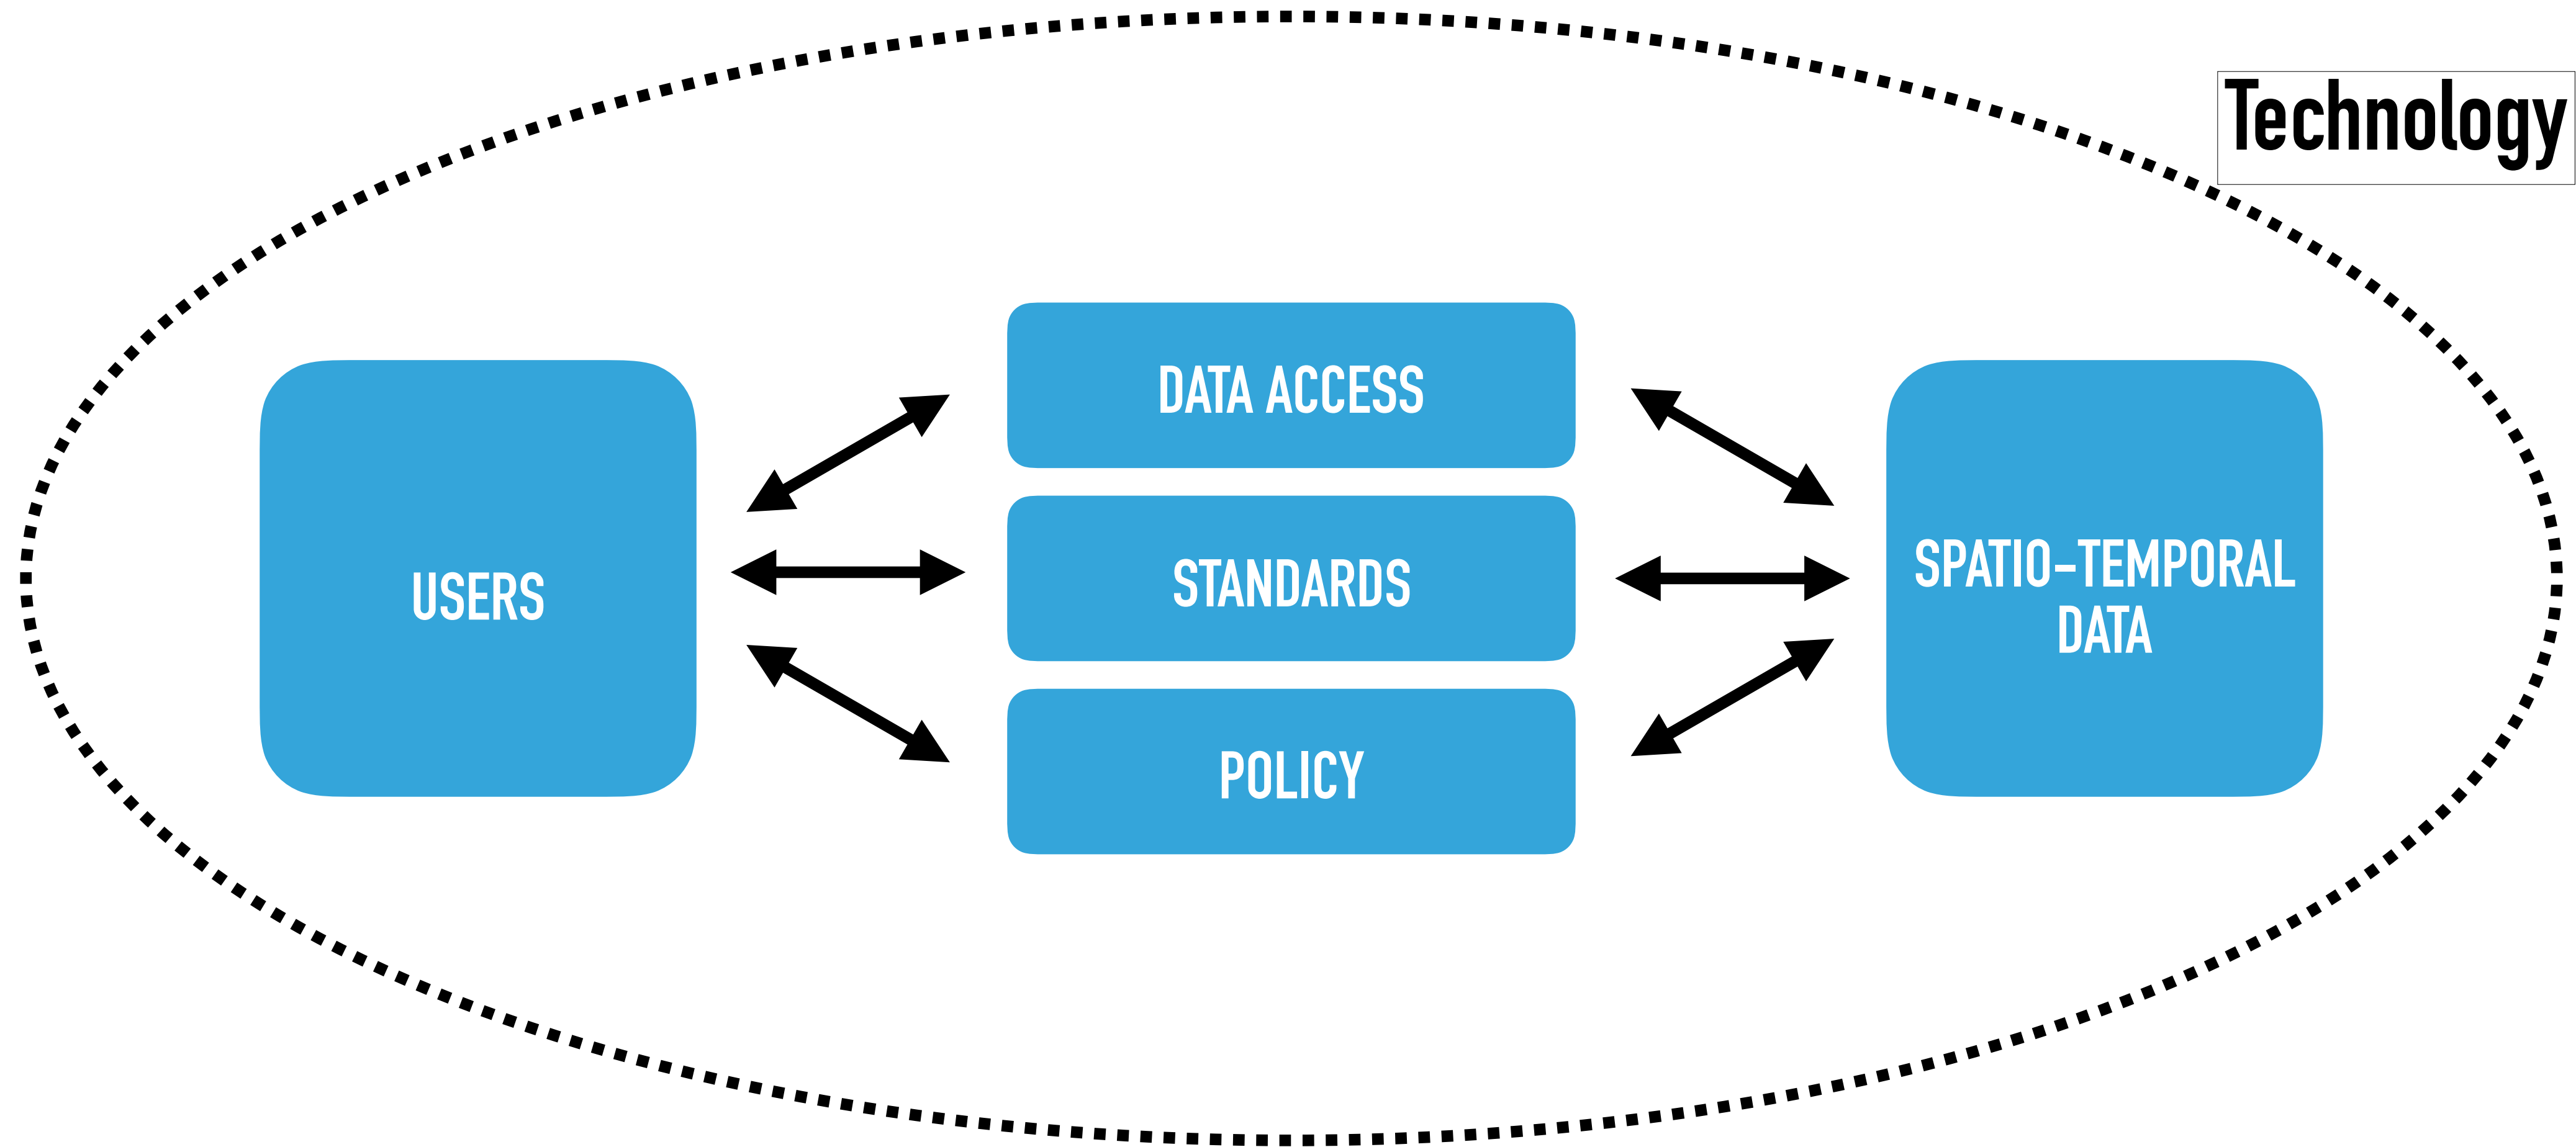 Technology
DATA ACCESS
USERS
STANDARDS
SPATIO-TEMPORAL
DATA
POLICY